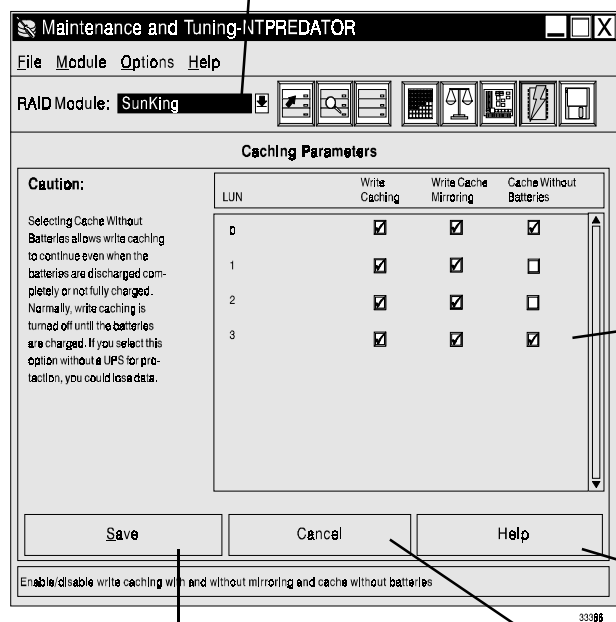 Maintenance and Tuning-NTPREDATOR
File Module Options Help
RAID Module: SunKing
Caching Parameters
Caution:
Selecting Cache Without
Batteries allows write caching
to continue even when the
batteries are discharged com-
pletely or not fully charged.
Normally, write caching is
turned off until the batteries
are charged. If you select this
option without a UPS for pro-
taction, you could lose data.
LUN Write Caching Write Cache Mirroring Cache Without Batteries
0
1
2
3
Save Cancel Help
Enable/disable write caching with and without mirroring and cache without batteries
33386